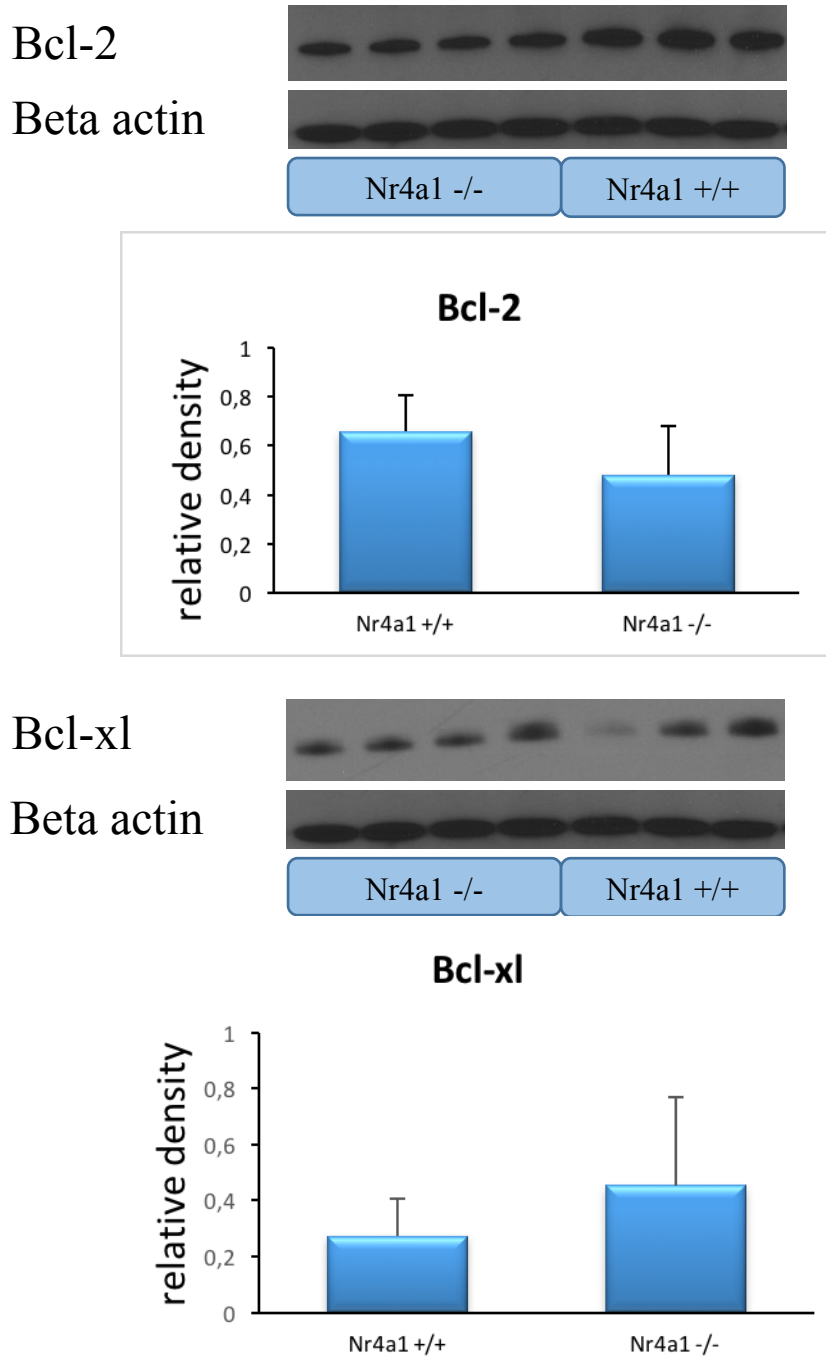 Bcl-2
Beta actin
Nr4a1 -/- Nr4a1 +/+
Bcl-2
relative density
1
0,8
0,6
0,4
0,2
0
Nr4a1 +/+ Nr4a1 -/-
Bcl-xl
Beta actin
Nr4a1 -/- Nr4a1 +/+
Bcl-xl
relative density
1
0,8
0,6
0,4
0,2
0
Nr4a1 +/+ Nr4a1 -/-